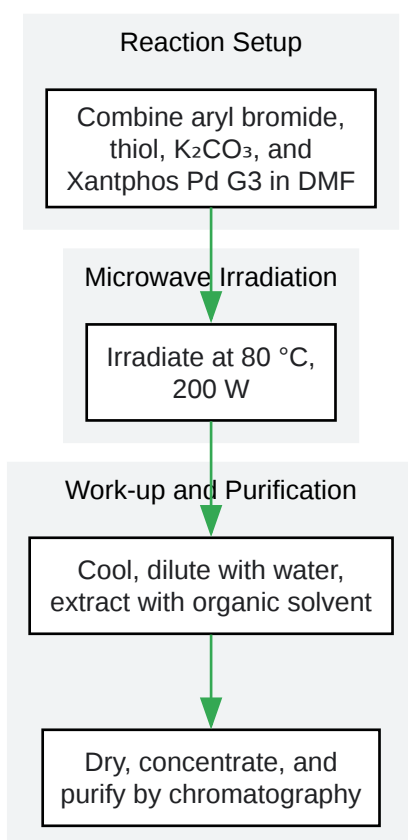 Reaction Setup
Combine aryl bromide,
thiol, K₂CO₃, and
Xantphos Pd G3 in DMF
Microwave Irradiation
Irradiate at 80 °C,
200 W
Work-up and Purification
Cool, dilute with water,
extract with organic solvent
Dry, concentrate, and
purify by chromatography